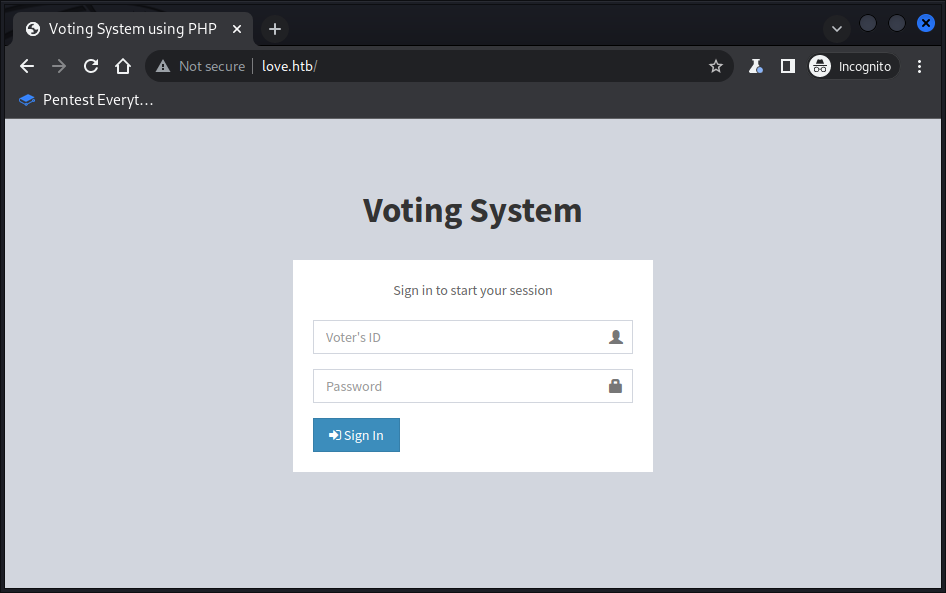 Voting System using PHP
Not secure love.htb/ Incognito
Pentest Everyt…
Voting System
Sign in to start your session
Voter's ID
Password
Sign In